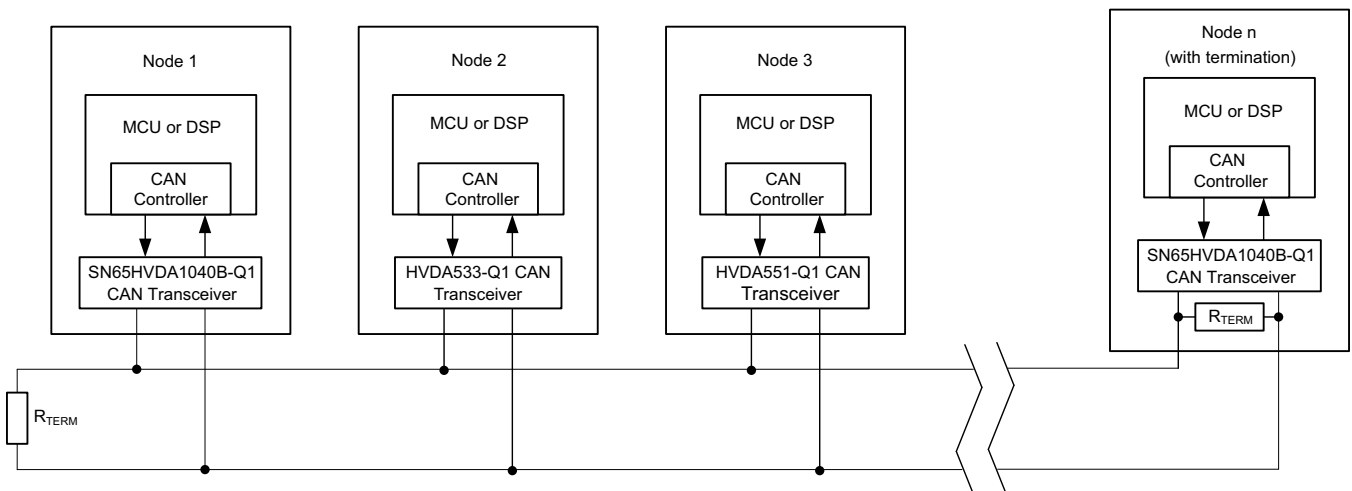 Node 1
MCU or DSP
CAN
Controller
SN65HVDA1040B-Q1
CAN Transceiver
Node 2
MCU or DSP
CAN
Controller
HVDA533-Q1 CAN
Transceiver
Node 3
MCU or DSP
CAN
Controller
HVDA551-Q1 CAN
Transceiver
Node n
(with termination)
MCU or DSP
CAN
Controller
SN65HVDA1040B-Q1
CAN Transceiver
RTERM
RTERM